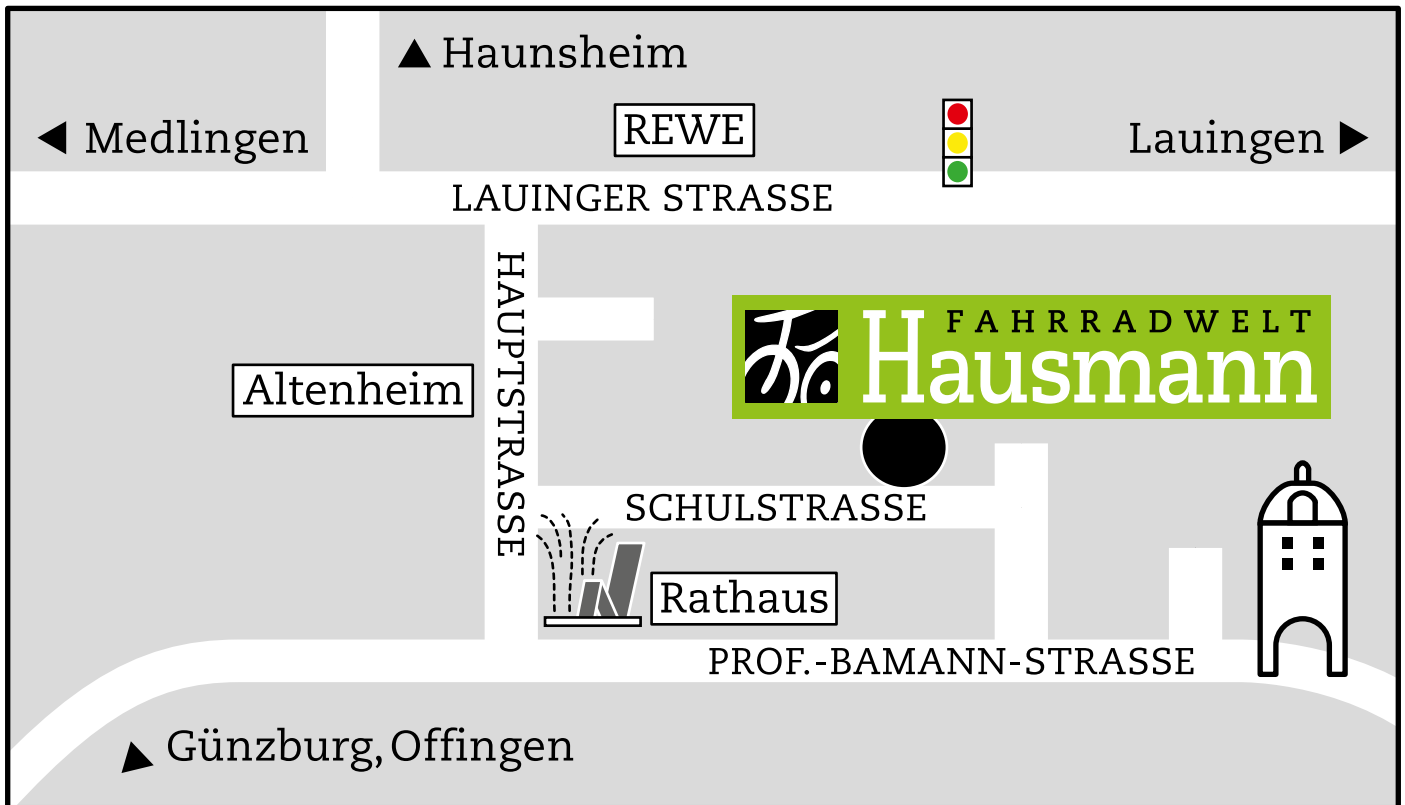 Haunsheim
Medlingen
REWE
Lauingen
LAUINGER STRASSE
HAUPTSTRASSE
FAHRRADWELT
Hausmann
Altenheim
SCHULSTRASSE
Rathaus
PROF.-BAMANN-STRASSE
Günzburg, Offingen